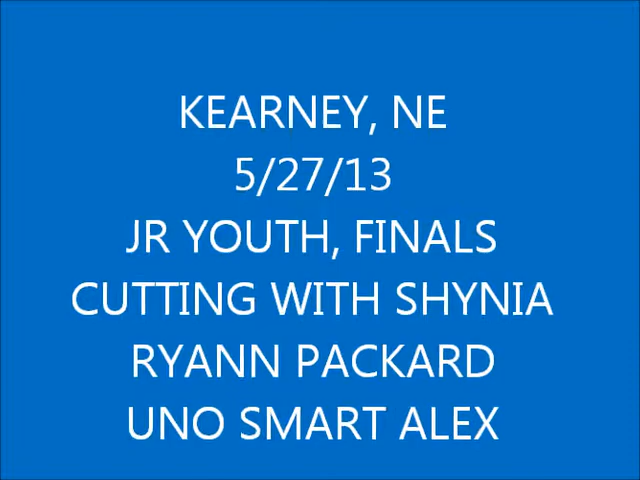 KEARNEY, NE
5/27/13
JR YOUTH, FINALS
CUTTING WITH SHYNIA
RYANN PACKARD
UNO SMART ALEX